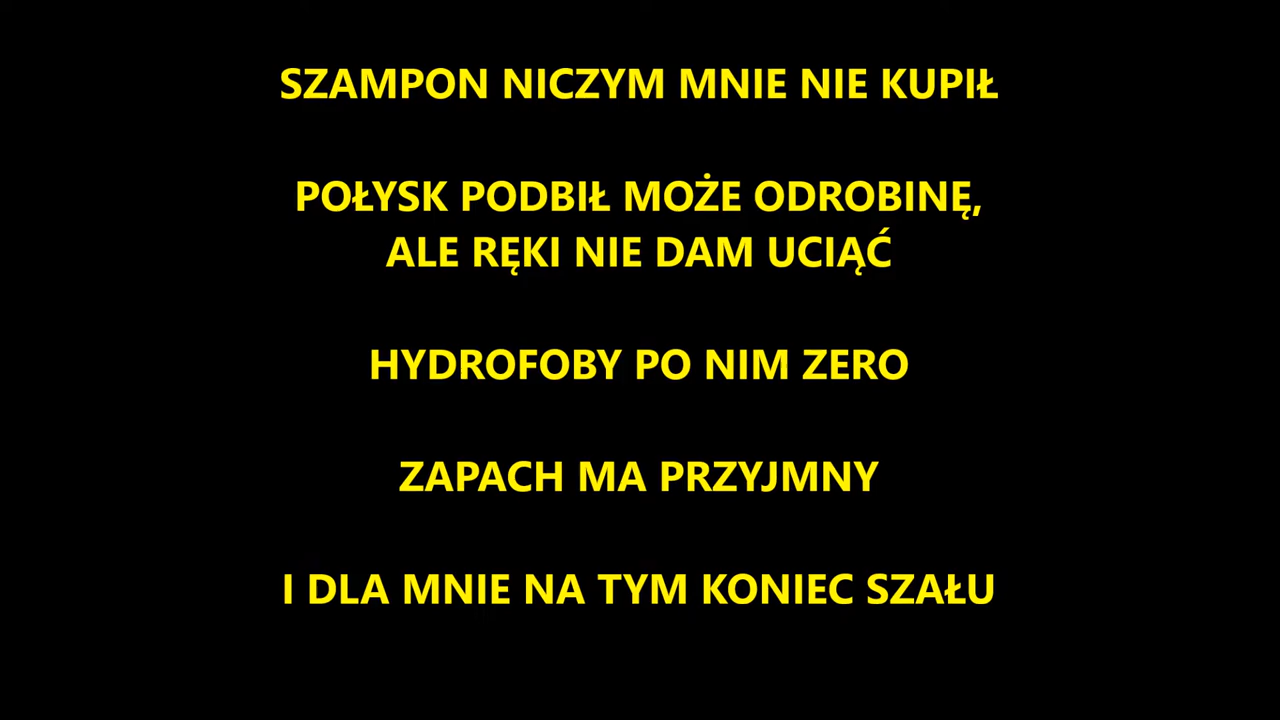 SZAMPON NICZYM MNIE NIE KUPIŁ
POŁYSK PODBIŁ MOŻE ODROBINĘ,
ALE RĘKI NIE DAM UCIĄĆ
HYDROFOBY PO NIM ZERO
ZAPACH MA PRZYJMNY
I DLA MNIE NA TYM KONIEC SZAŁU